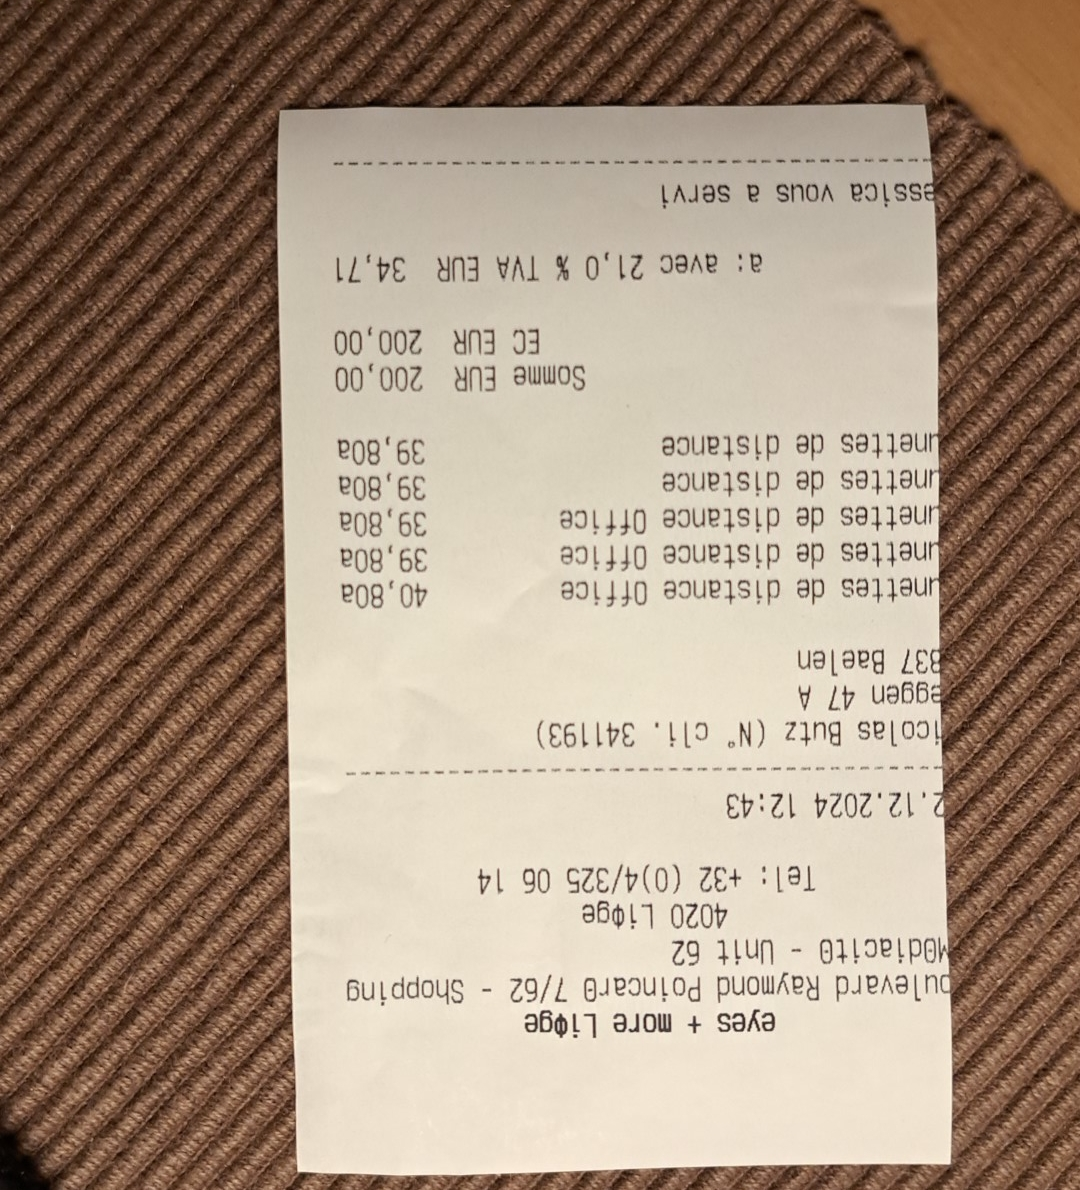 eyes + more LiΦge
oulevard Raymond PoincarΘ 7/62 - Shopping
MΘdiacitΘ - Unit 62
4020 LiΦge
Tel: +32 (0)4/325 06 14
2.12.2024 12:43
icolas Butz (N° cli. 341193)
eggen 47 A
837 Baelen
unettes de distance Office 40,80a
unettes de distance Office 39,80a
unettes de distance Office 39,80a
unettes de distance 39,80a
unettes de distance 39,80a
Somme EUR 200,00
EC EUR 200,00
a: avec 21,0 % TVA EUR 34,71
essica vous a servi